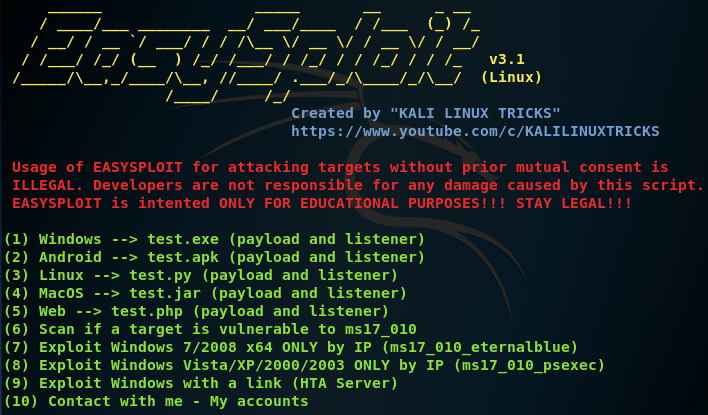 EasySploit
v3.1
(Linux)
Created by "KALI LINUX TRICKS"
https://www.youtube.com/c/KALILINUXTRICKS
Usage of EASYSPLOIT for attacking targets without prior mutual consent is
ILLEGAL. Developers are not responsible for any damage caused by this script.
EASYSPLOIT is intented ONLY FOR EDUCATIONAL PURPOSES!!! STAY LEGAL!!!
(1) Windows --> test.exe (payload and listener)
(2) Android --> test.apk (payload and listener)
(3) Linux --> test.py (payload and listener)
(4) MacOS --> test.jar (payload and listener)
(5) Web --> test.php (payload and listener)
(6) Scan if a target is vulnerable to ms17_010
(7) Exploit Windows 7/2008 x64 ONLY by IP (ms17_010_eternalblue)
(8) Exploit Windows Vista/XP/2000/2003 ONLY by IP (ms17_010_psexec)
(9) Exploit Windows with a link (HTA Server)
(10) Contact with me - My accounts